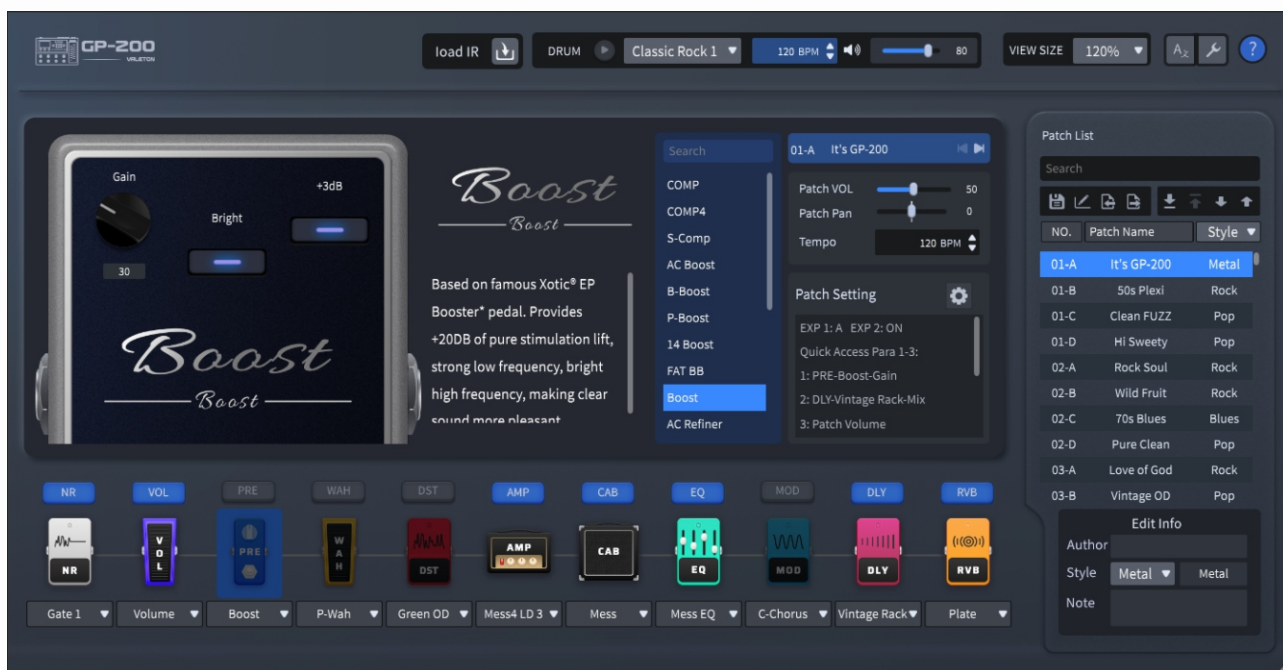 GP-200
VALETON
load IR
DRUM
Classic Rock 1
120 BPM
80
VIEW SIZE
120%
AZ
?
Gain
30
Bright
+3dB
Boost
Boost
Boost
Boost
Based on famous Xotic® EP
Booster* pedal. Provides
+20DB of pure stimulation lift,
strong low frequency, bright
high frequency, making clear
sound more pleasant
Search
COMP
COMP4
S-Comp
AC Boost
B-Boost
P-Boost
14 Boost
FAT BB
Boost
AC Refiner
01-A It's GP-200
Patch VOL 50
Patch Pan 0
Tempo 120 BPM
Patch Setting
EXP 1: A EXP 2: ON
Quick Access Para 1-3:
1: PRE-Boost-Gain
2: DLY-Vintage Rack-Mix
3: Patch Volume
Patch List
Search
NO. Patch Name Style
01-A It's GP-200 Metal
01-B 50s Plexi Rock
01-C Clean FUZZ Pop
01-D Hi Sweety Pop
02-A Rock Soul Rock
02-B Wild Fruit Rock
02-C 70s Blues Blues
02-D Pure Clean Pop
03-A Love of God Rock
03-B Vintage OD Pop
Edit Info
Author
Style Metal Metal
Note
NR VOL PRE WAH DST AMP CAB EQ MOD DLY RVB
NR VOL PRE WAH DST AMP CAB EQ MOD DLY RVB
Gate 1 Volume Boost P-Wah Green OD Mess4 LD 3 Mess Mess EQ C-Chorus Vintage Rack Plate